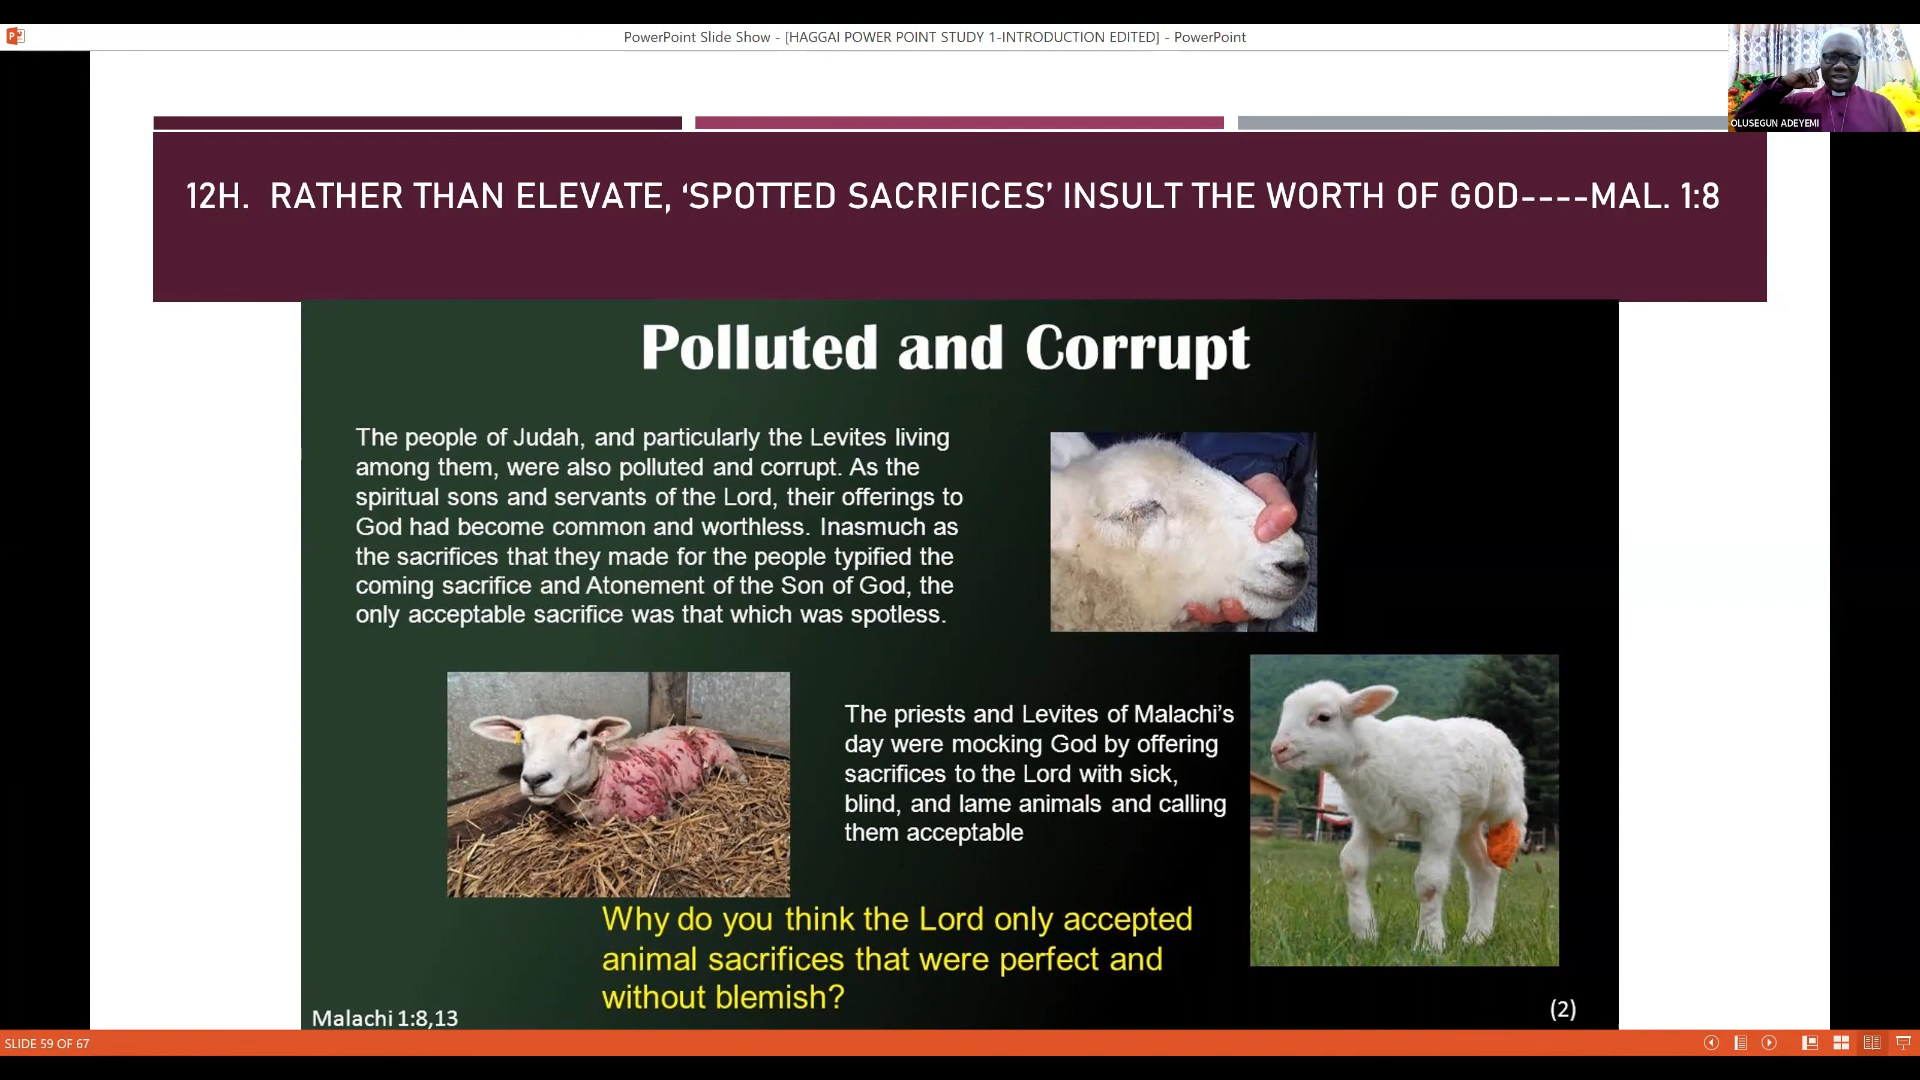 PowerPoint Slide Show - [HAGGAI POWER POINT STUDY 1-INTRODUCTION EDITED] - PowerPoint
OLUSEGUN ADEYEMI
12H. RATHER THAN ELEVATE, ‘SPOTTED SACRIFICES’ INSULT THE WORTH OF GOD----MAL. 1:8
Polluted and Corrupt
The people of Judah, and particularly the Levites living
among them, were also polluted and corrupt. As the
spiritual sons and servants of the Lord, their offerings to
God had become common and worthless. Inasmuch as
the sacrifices that they made for the people typified the
coming sacrifice and Atonement of the Son of God, the
only acceptable sacrifice was that which was spotless.
The priests and Levites of Malachi’s
day were mocking God by offering
sacrifices to the Lord with sick,
blind, and lame animals and calling
them acceptable
Why do you think the Lord only accepted
animal sacrifices that were perfect and
without blemish?
Malachi 1:8,13
(2)
SLIDE 59 OF 67